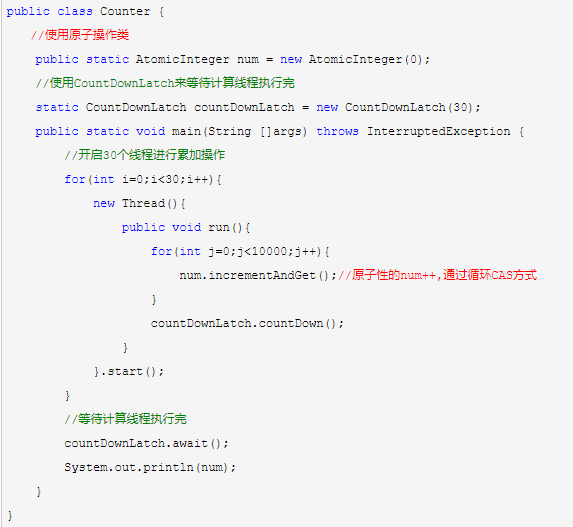 public class Counter {
//使用原子操作类
public static AtomicInteger num = new AtomicInteger(0);
//使用CountDownLatch来等待计算线程执行完
static CountDownLatch countDownLatch = new CountDownLatch(30);
public static void main(String []args) throws InterruptedException {
//开启30个线程进行累加操作
for(int i=0;i<30;i++){
new Thread(){
public void run(){
for(int j=0;j<10000;j++){
num.incrementAndGet();//原子性的num++,通过循环CAS方式
}
countDownLatch.countDown();
}
}.start();
}
//等待计算线程执行完
countDownLatch.await();
System.out.println(num);
}
}